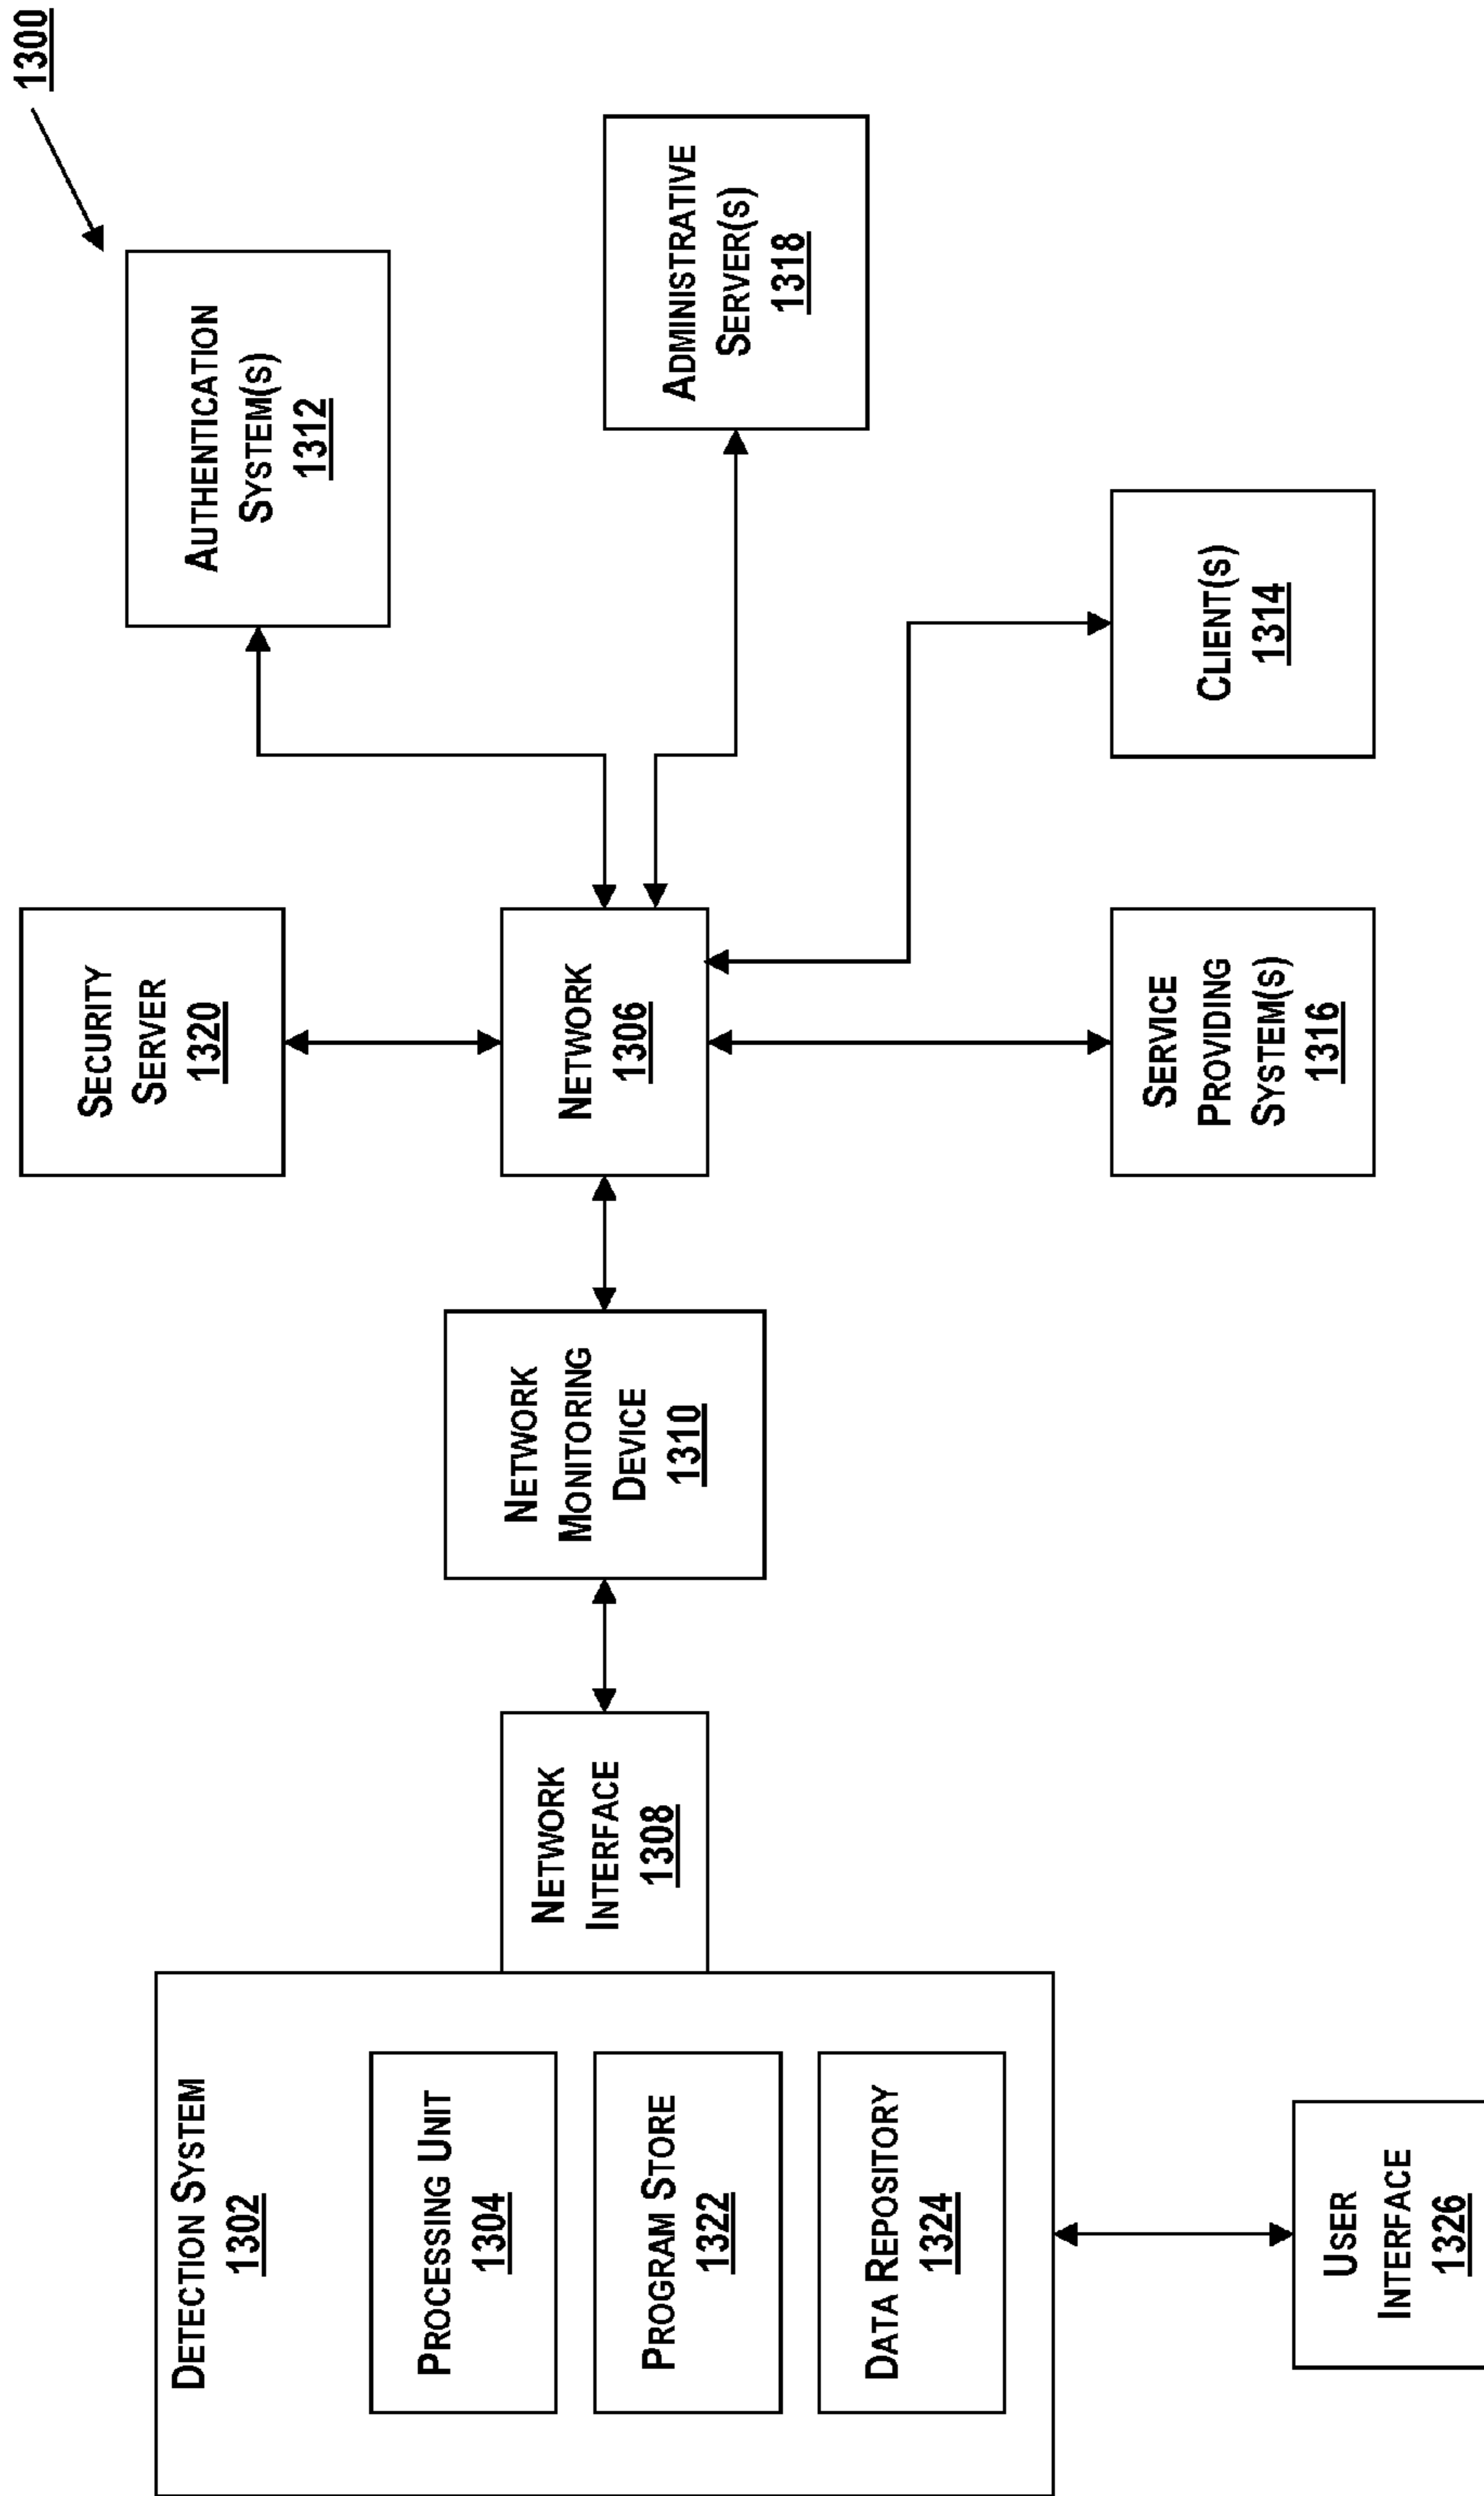 1300
DETECTION SYSTEM
1302
PROCESSING UNIT
1304
PROGRAM STORE
1322
DATA REPOSITORY
1324
USER
INTERFACE
1326
NETWORK
INTERFACE
1308
NETWORK
MONITORING
DEVICE
1310
SECURITY
SERVER
1320
NETWORK
1306
SERVICE
PROVIDING
SYSTEM(S)
1316
AUTHENTICATION
SYSTEM(S)
1312
ADMINISTRATIVE
SERVER(S)
1318
CLIENT(S)
1314